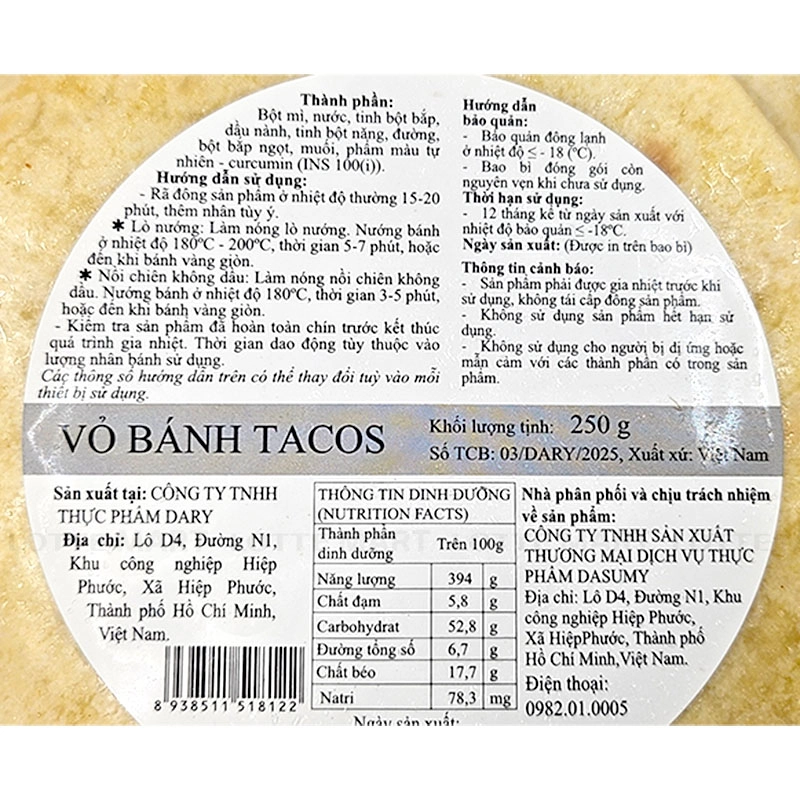 Thành phần:
Bột mì, nước, tinh bột bắp,
dầu nành, tinh bột nặng, đường,
bột bắp ngọt, muối, phẩm màu tự
nhiên - curcumin (INS 100(i)).
Hướng dẫn sử dụng:
- Rã đông sản phẩm ở nhiệt độ thường 15-20
phút, thêm nhân tùy ý.
* Lò nướng: Làm nóng lò nướng. Nướng bánh
ở nhiệt độ 180ºC - 200ºC, thời gian 5-7 phút, hoặc
đến khi bánh vàng giòn.
* Nồi chiên không dầu: Làm nóng nồi chiên không
dầu. Nướng bánh ở nhiệt độ 180ºC, thời gian 3-5 phút,
hoặc đến khi bánh vàng giòn.
- Kiểm tra sản phẩm đã hoàn toàn chín trước kết thúc
quá trình gia nhiệt. Thời gian dao động tùy thuộc vào
lượng nhân bánh sử dụng.
Các thông số hướng dẫn trên có thể thay đổi tuỳ vào mỗi
thiết bị sử dụng.
Hướng dẫn
bảo quản:
- Bảo quản đông lạnh
ở nhiệt độ ≤ - 18 (ºC).
- Bao bì đóng gói còn
nguyên vẹn khi chưa sử dụng.
Thời hạn sử dụng:
- 12 tháng kể từ ngày sản xuất với
nhiệt độ bảo quản ≤ -18ºC.
Ngày sản xuất: (Được in trên bao bì)
Thông tin cảnh báo:
- Sản phẩm phải được gia nhiệt trước khi
sử dụng, không tái cấp đông sản phẩm.
- Không sử dụng sản phẩm hết hạn sử
dụng.
- Không sử dụng cho người bị dị ứng hoặc
mẫn cảm với các thành phần có trong sản
phẩm.
VỎ BÁNH TACOS
Khối lượng tịnh: 250 g
Số TCB: 03/DARY/2025, Xuất xứ: Việt Nam
Sản xuất tại: CÔNG TY TNHH
THỰC PHẨM DARY
Địa chỉ: Lô D4, Đường N1,
Khu công nghiệp Hiệp
Phước, Xã Hiệp Phước,
Thành phố Hồ Chí Minh,
Việt Nam.
8 938511 518122
THÔNG TIN DINH DƯỠNG
(NUTRITION FACTS)
Thành phần
dinh dưỡng Trên 100g
Năng lượng 394 g
Chất đạm 5,8 g
Carbohydrat 52,8 g
Đường tổng số 6,7 g
Chất béo 17,7 g
Natri 78,3 mg
Ngày sản xuất:
Nhà phân phối và chịu trách nhiệm
về sản phẩm:
CÔNG TY TNHH SẢN XUẤT
THƯƠNG MẠI DỊCH VỤ THỰC
PHẨM DASUMY
Địa chỉ: Lô D4, Đường N1, Khu
công nghiệp Hiệp Phước,
Xã HiệpPhước, Thành phố
Hồ Chí Minh,Việt Nam.
Điện thoại:
0982.01.0005